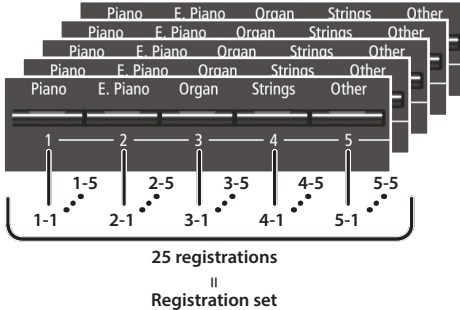 Piano E. Piano Organ Strings Other
Piano E. Piano Organ Strings Other
Piano E. Piano Organ Strings Other
Piano E. Piano Organ Strings Other
Piano E. Piano Organ Strings Other
1 2 3 4 5
1-5 2-5 3-5 4-5 5-5
1-1 2-1 3-1 4-1 5-1
25 registrations
=
Registration set